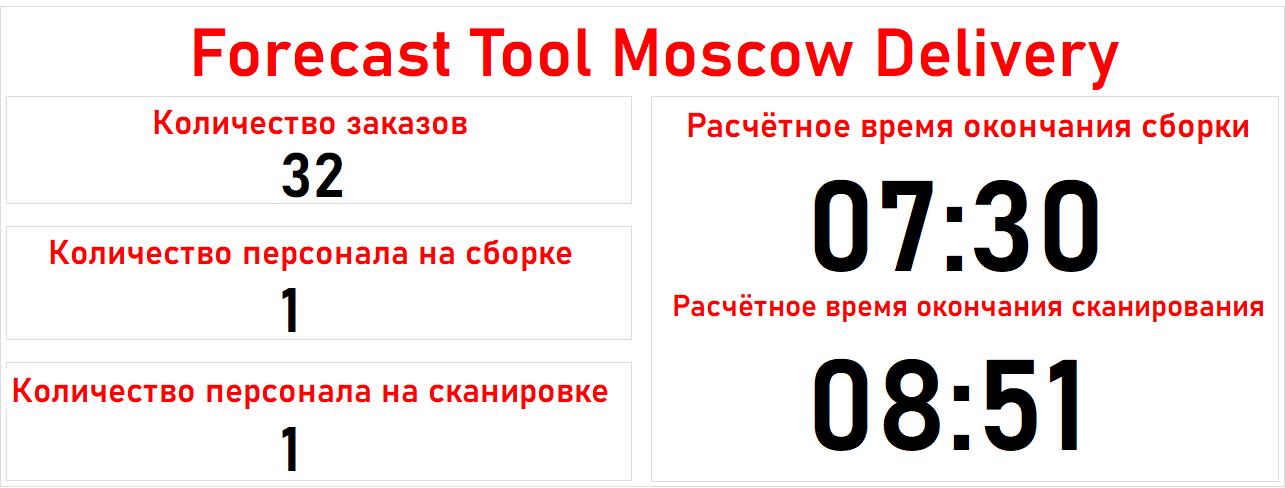 Forecast Tool Moscow Delivery
Количество заказов
32
Количество персонала на сборке
1
Количество персонала на сканировке
1
Расчётное время окончания сборки
07:30
Расчётное время окончания сканирования
08:51